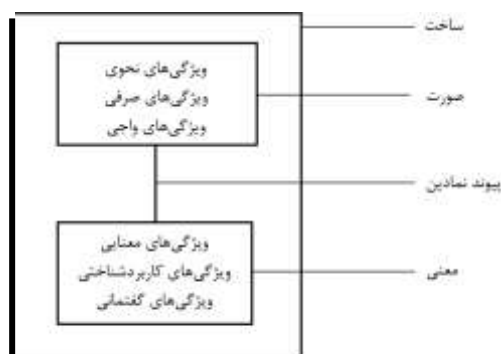 ساخت
ویژگی‌های نحوی
ویژگی‌های صرفی
ویژگی‌های واجی
صورت
پیوند نمادین
ویژگی‌های معنایی
ویژگی‌های کاربردشناختی
ویژگی‌های گفتمانی
معنی